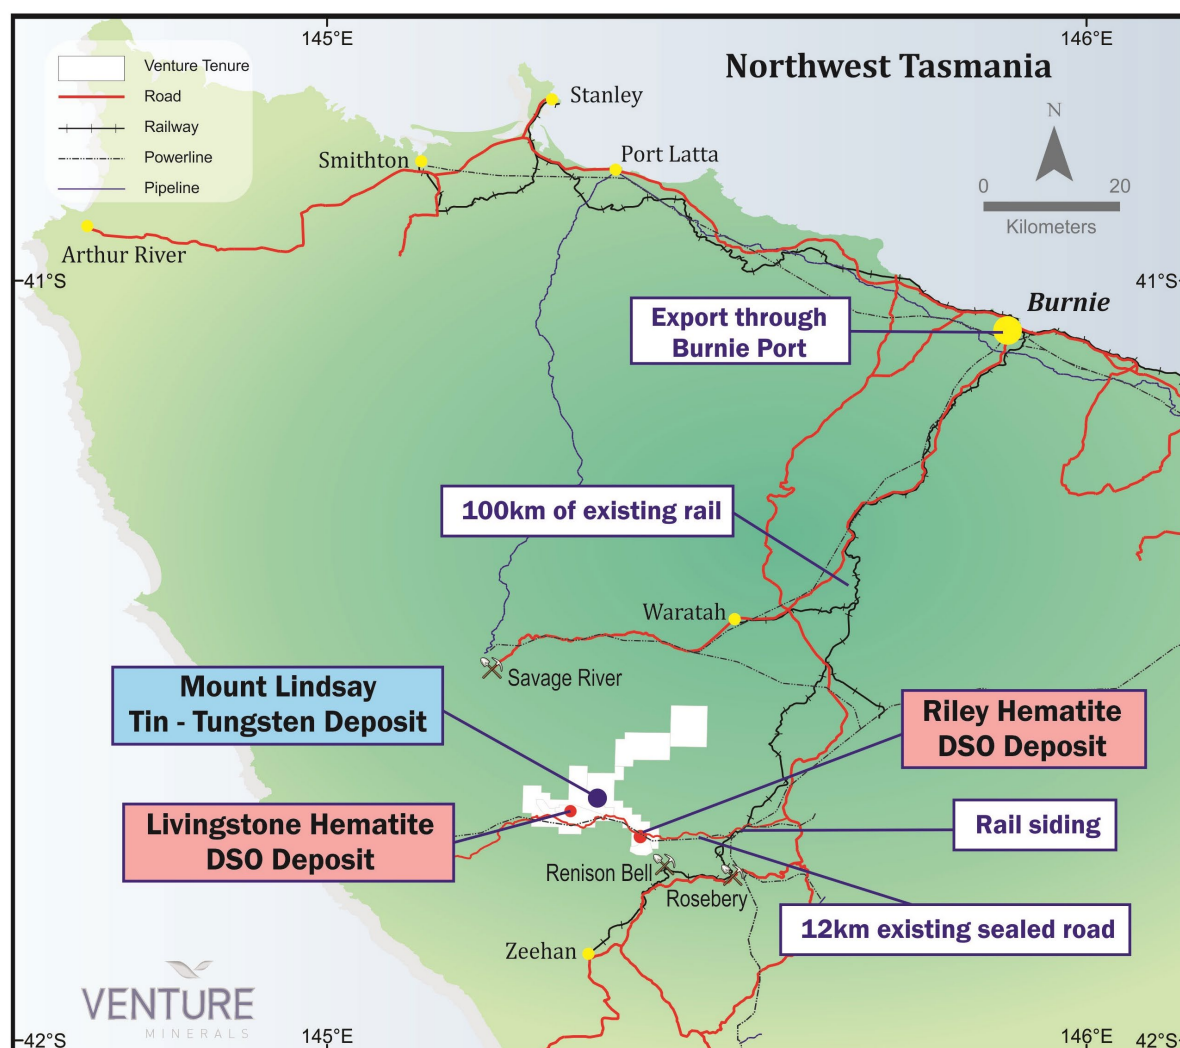 145°E
146°E
Northwest Tasmania
Venture Tenure
Road
Railway
Powerline
Pipeline
N
0 20
Kilometers
Stanley
Smithton
Port Latta
Arthur River
41°S
41°S
Burnie
Export through
Burnie Port
100km of existing rail
Waratah
Savage River
Mount Lindsay
Tin - Tungsten Deposit
Riley Hematite
DSO Deposit
Livingstone Hematite
DSO Deposit
Rail siding
Renison Bell
Rosebery
12km existing sealed road
Zeehan
VENTURE
MINERALS
42°S
145°E
146°E
42°S